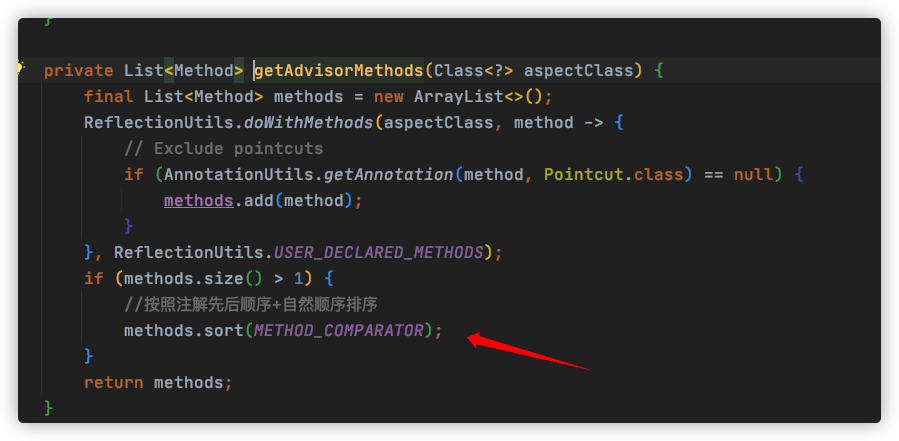 }
private List<Method> getAdvisorMethods(Class<?> aspectClass) {
final List<Method> methods = new ArrayList<>();
ReflectionUtils.doWithMethods(aspectClass, method -> {
// Exclude pointcuts
if (AnnotationUtils.getAnnotation(method, Pointcut.class) == null) {
methods.add(method);
}
}, ReflectionUtils.USER_DECLARED_METHODS);
if (methods.size() > 1) {
//按照注解先后顺序+自然顺序排序
methods.sort(METHOD_COMPARATOR);
}
return methods;
}